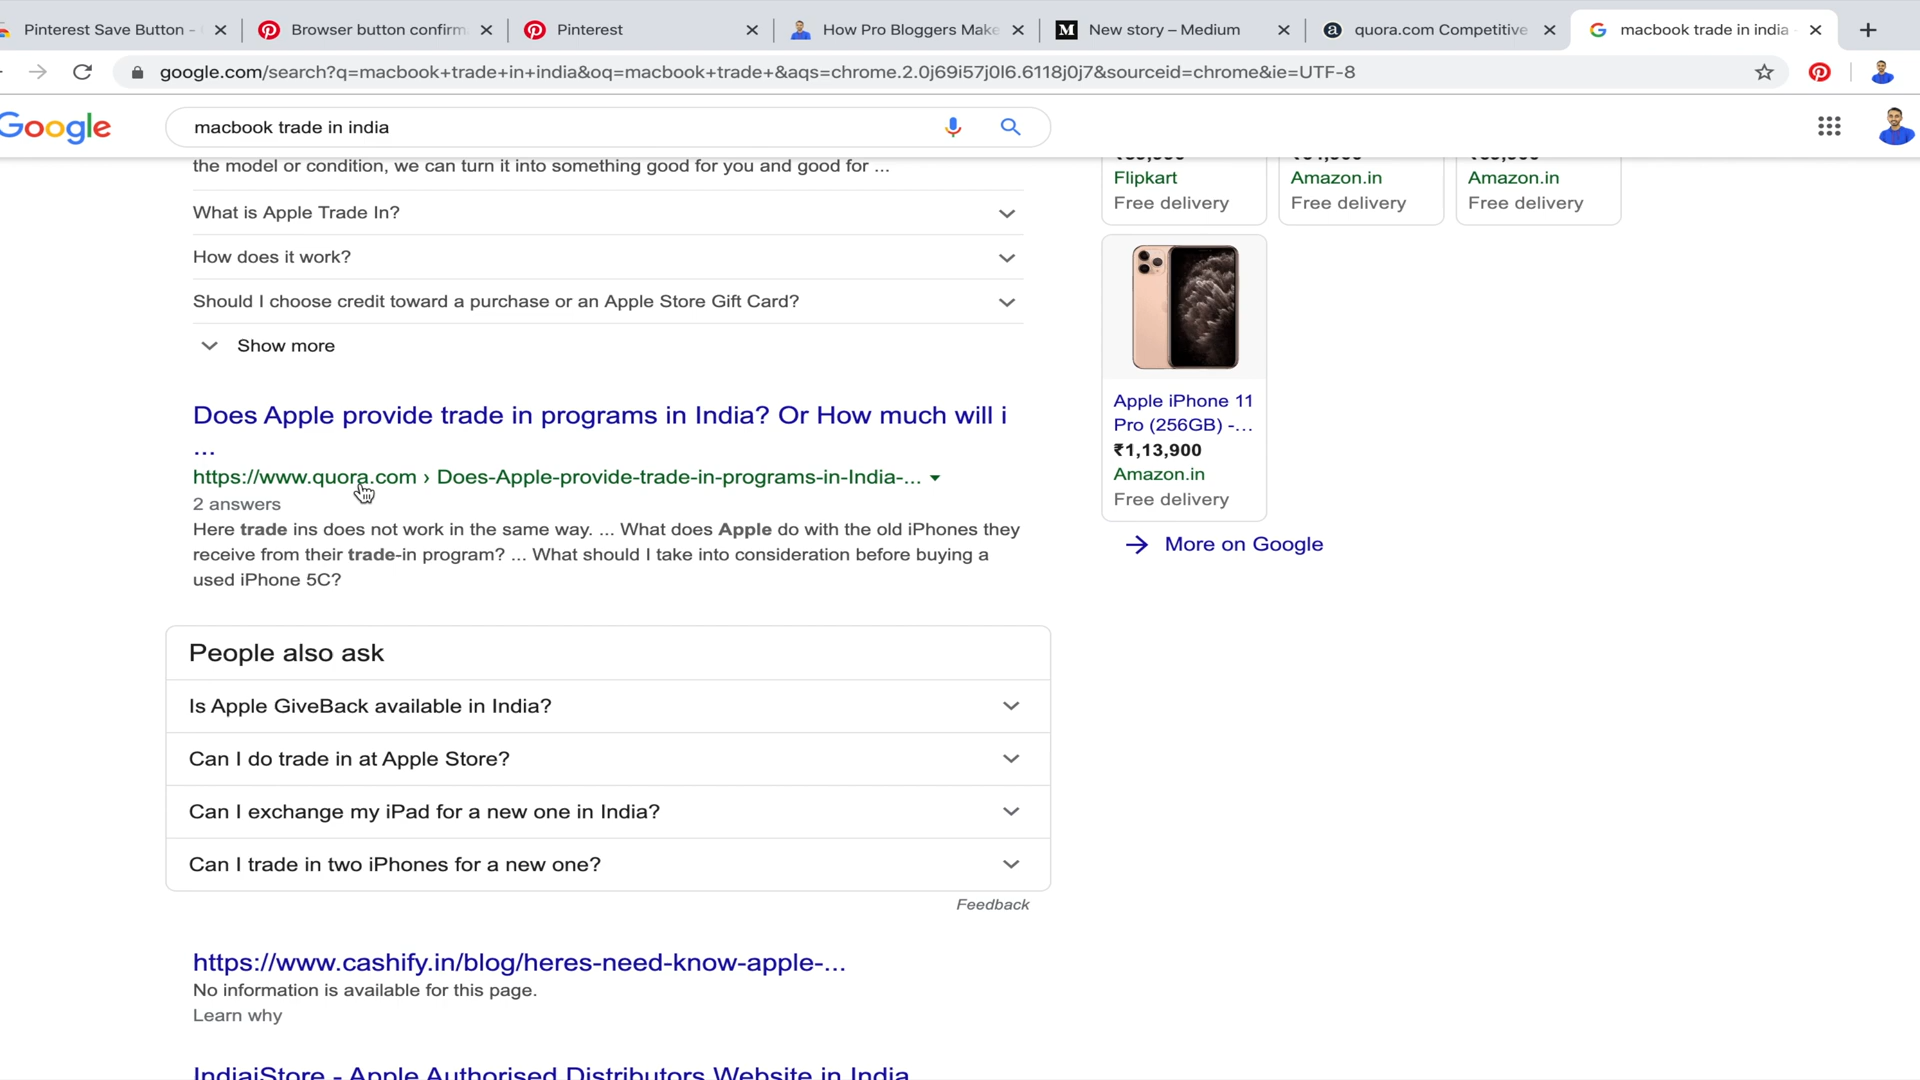 Pinterest Save Button -
Browser button confirm
Pinterest
How Pro Bloggers Make
New story – Medium
quora.com Competitive
macbook trade in india
google.com/search?q=macbook+trade+in+india&oq=macbook+trade+&aqs=chrome.2.0j69i57j0l6.6118j0j7&sourceid=chrome&ie=UTF-8
Google
macbook trade in india
the model or condition, we can turn it into something good for you and good for ...
What is Apple Trade In?
How does it work?
Should I choose credit toward a purchase or an Apple Store Gift Card?
Show more
Does Apple provide trade in programs in India? Or How much will i
...
https://www.quora.com › Does-Apple-provide-trade-in-programs-in-India-...
2 answers
Here trade ins does not work in the same way. ... What does Apple do with the old iPhones they
receive from their trade-in program? ... What should I take into consideration before buying a
used iPhone 5C?
People also ask
Is Apple GiveBack available in India?
Can I do trade in at Apple Store?
Can I exchange my iPad for a new one in India?
Can I trade in two iPhones for a new one?
Feedback
https://www.cashify.in/blog/heres-need-know-apple-...
No information is available for this page.
Learn why
IndiaiStore - Apple Authorised Distributors Website in India
Flipkart
Free delivery
Amazon.in
Free delivery
Amazon.in
Free delivery
Apple iPhone 11
Pro (256GB) -...
₹1,13,900
Amazon.in
Free delivery
More on Google